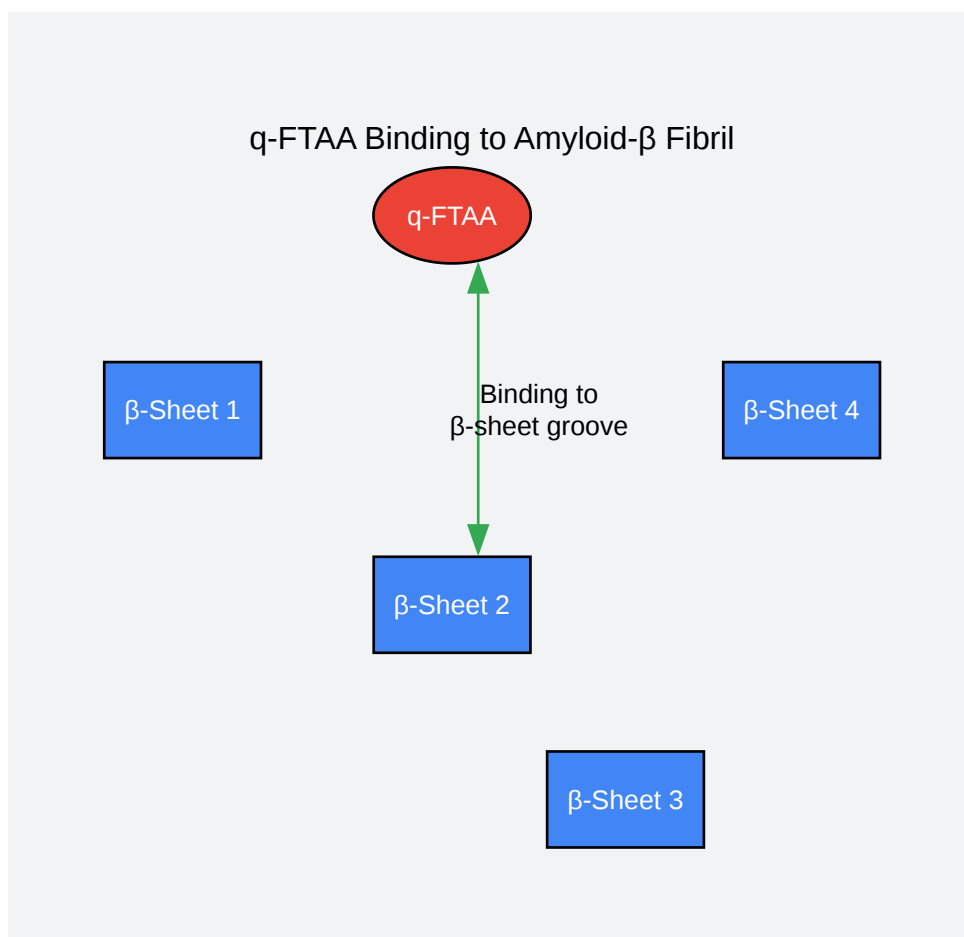 q-FTAA Binding to Amyloid-β Fibril
q-FTAA
β-Sheet 1
Binding to
β-sheet groove
β-Sheet 4
β-Sheet 2
β-Sheet 3